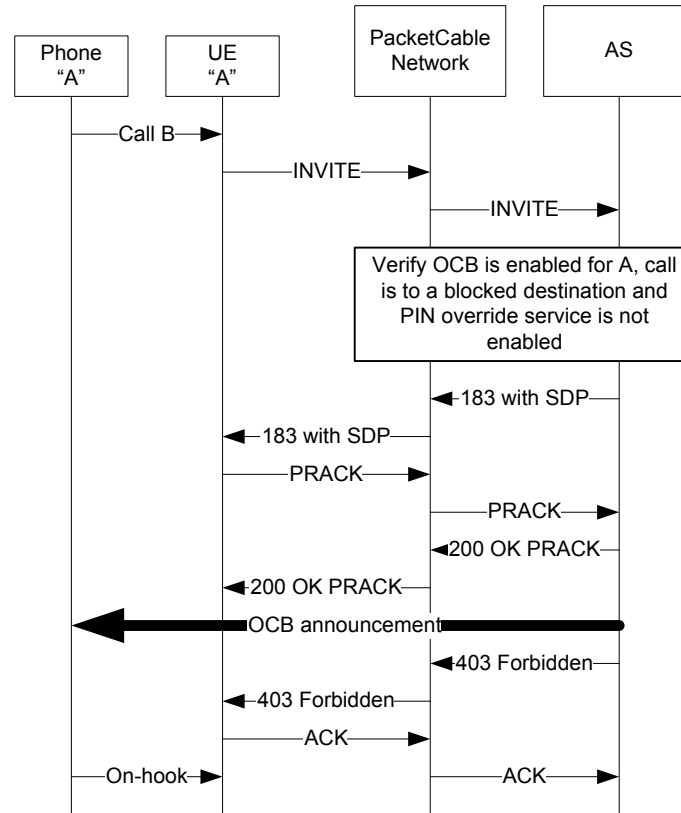 Phone
“A”
UE
“A”
PacketCable
Network
AS
Call B
INVITE
INVITE
Verify OCB is enabled for A, call
is to a blocked destination and
PIN override service is not
enabled
183 with SDP
183 with SDP
PRACK
PRACK
200 OK PRACK
200 OK PRACK
OCB announcement
403 Forbidden
403 Forbidden
ACK
On-hook
ACK